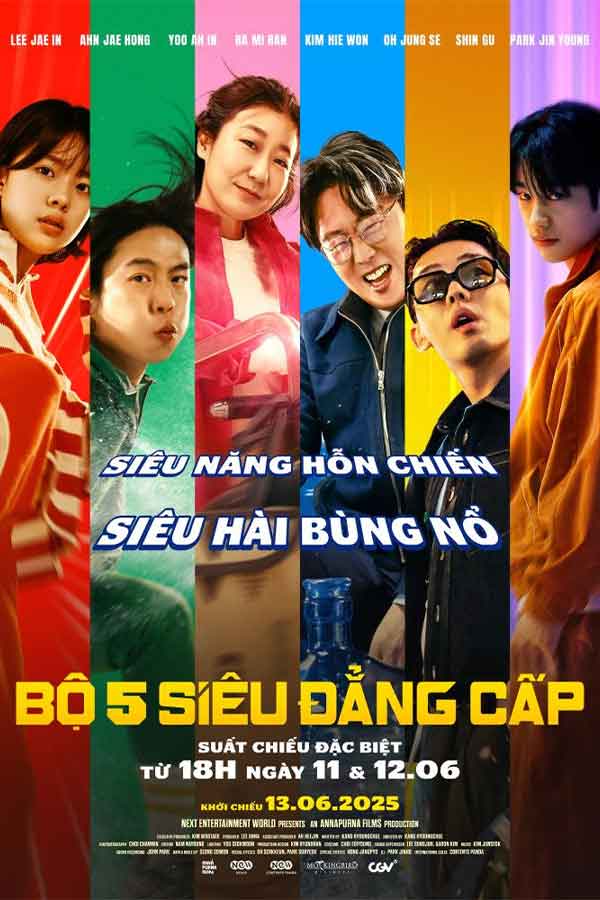 LEE JAE IN AHN JAE HONG YOO AH IN RA MI RAN KIM HIE WON OH JUNG SE SHIN GU PARK JIN YOUNG
SIÊU NĂNG HỖN CHIẾN
SIÊU HÀI BÙNG NỔ
BỘ 5 SIÊU ĐẲNG CẤP
SUẤT CHIẾU ĐẶC BIỆT
TỪ 18H NGÀY 11 & 12.06
KHỞI CHIẾU 13.06.2025
NEXT ENTERTAINMENT WORLD PRESENTS AN ANNAPURNA FILMS PRODUCTION
NEW
NEW
MOCKINGBIRD
CGV